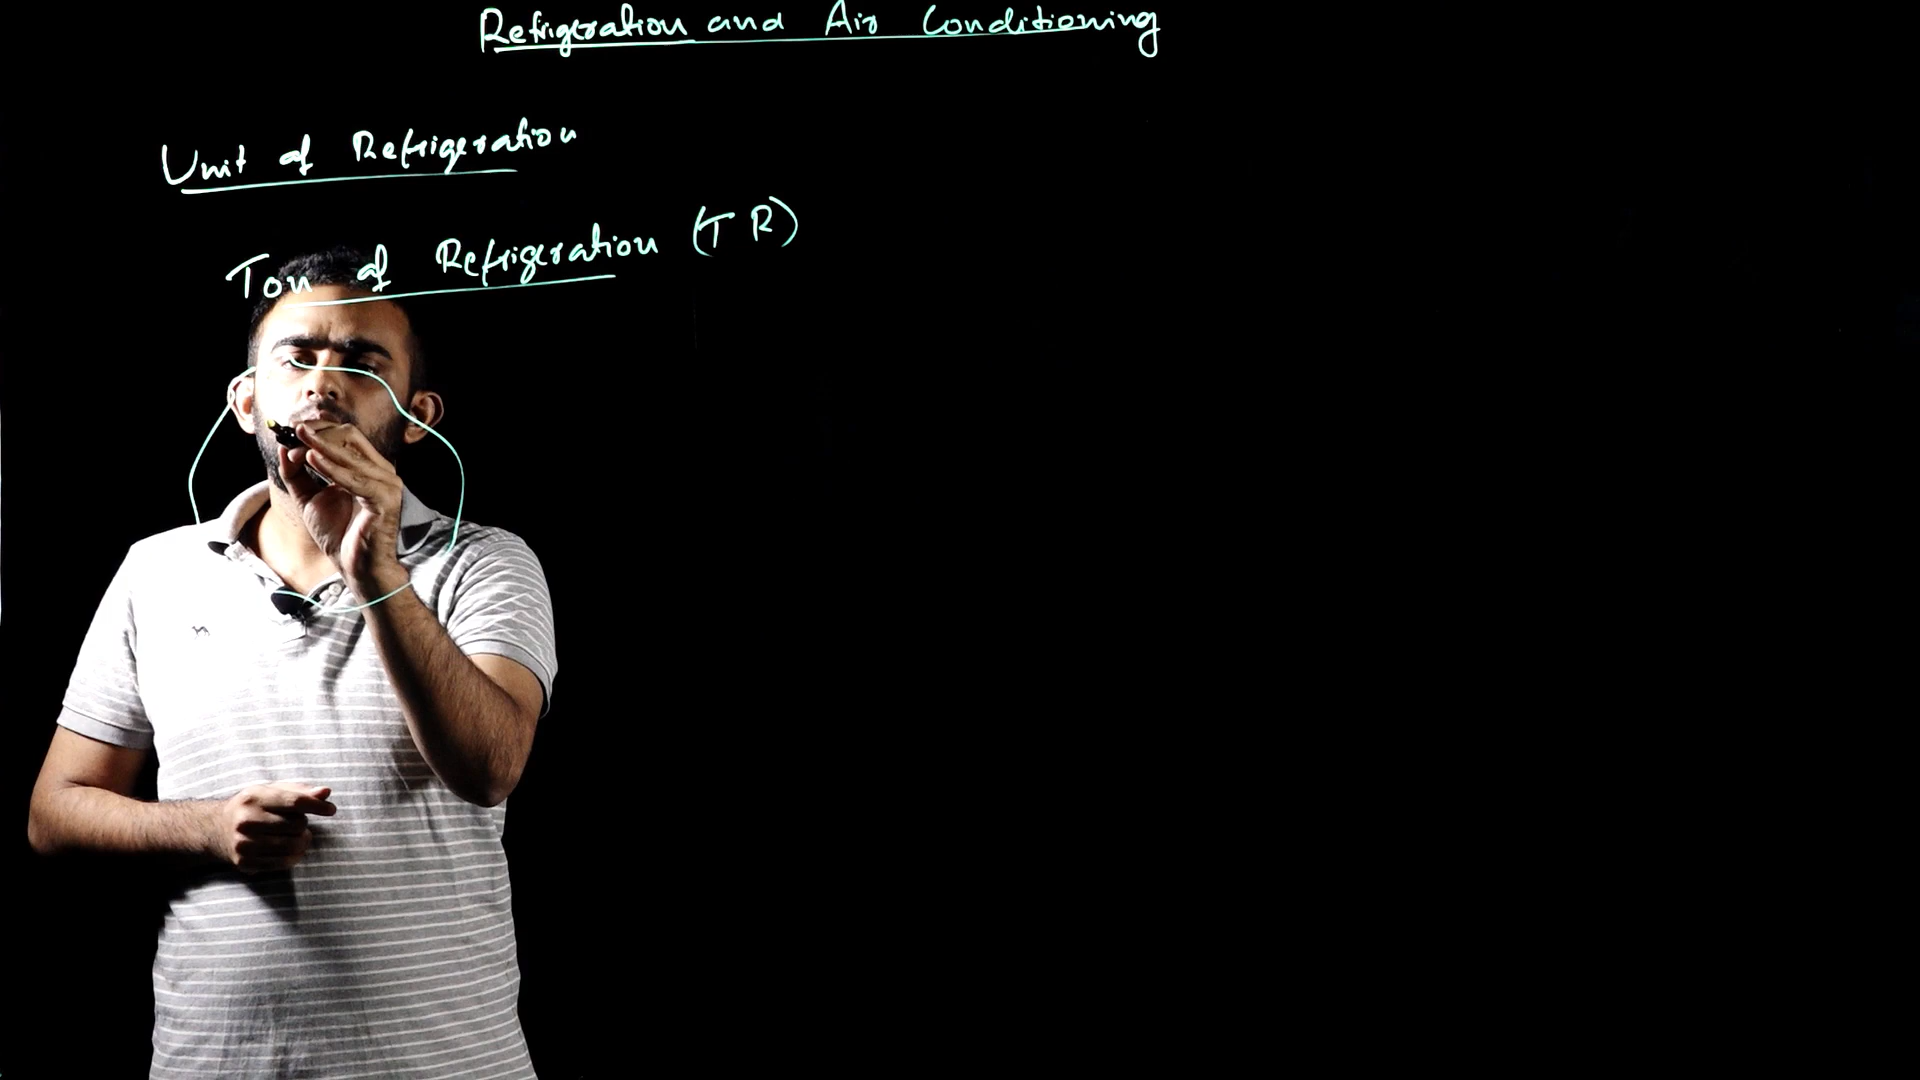 Refrigeration and Air Conditioning
Unit of Refrigeration
Ton of Refrigeration (TR)